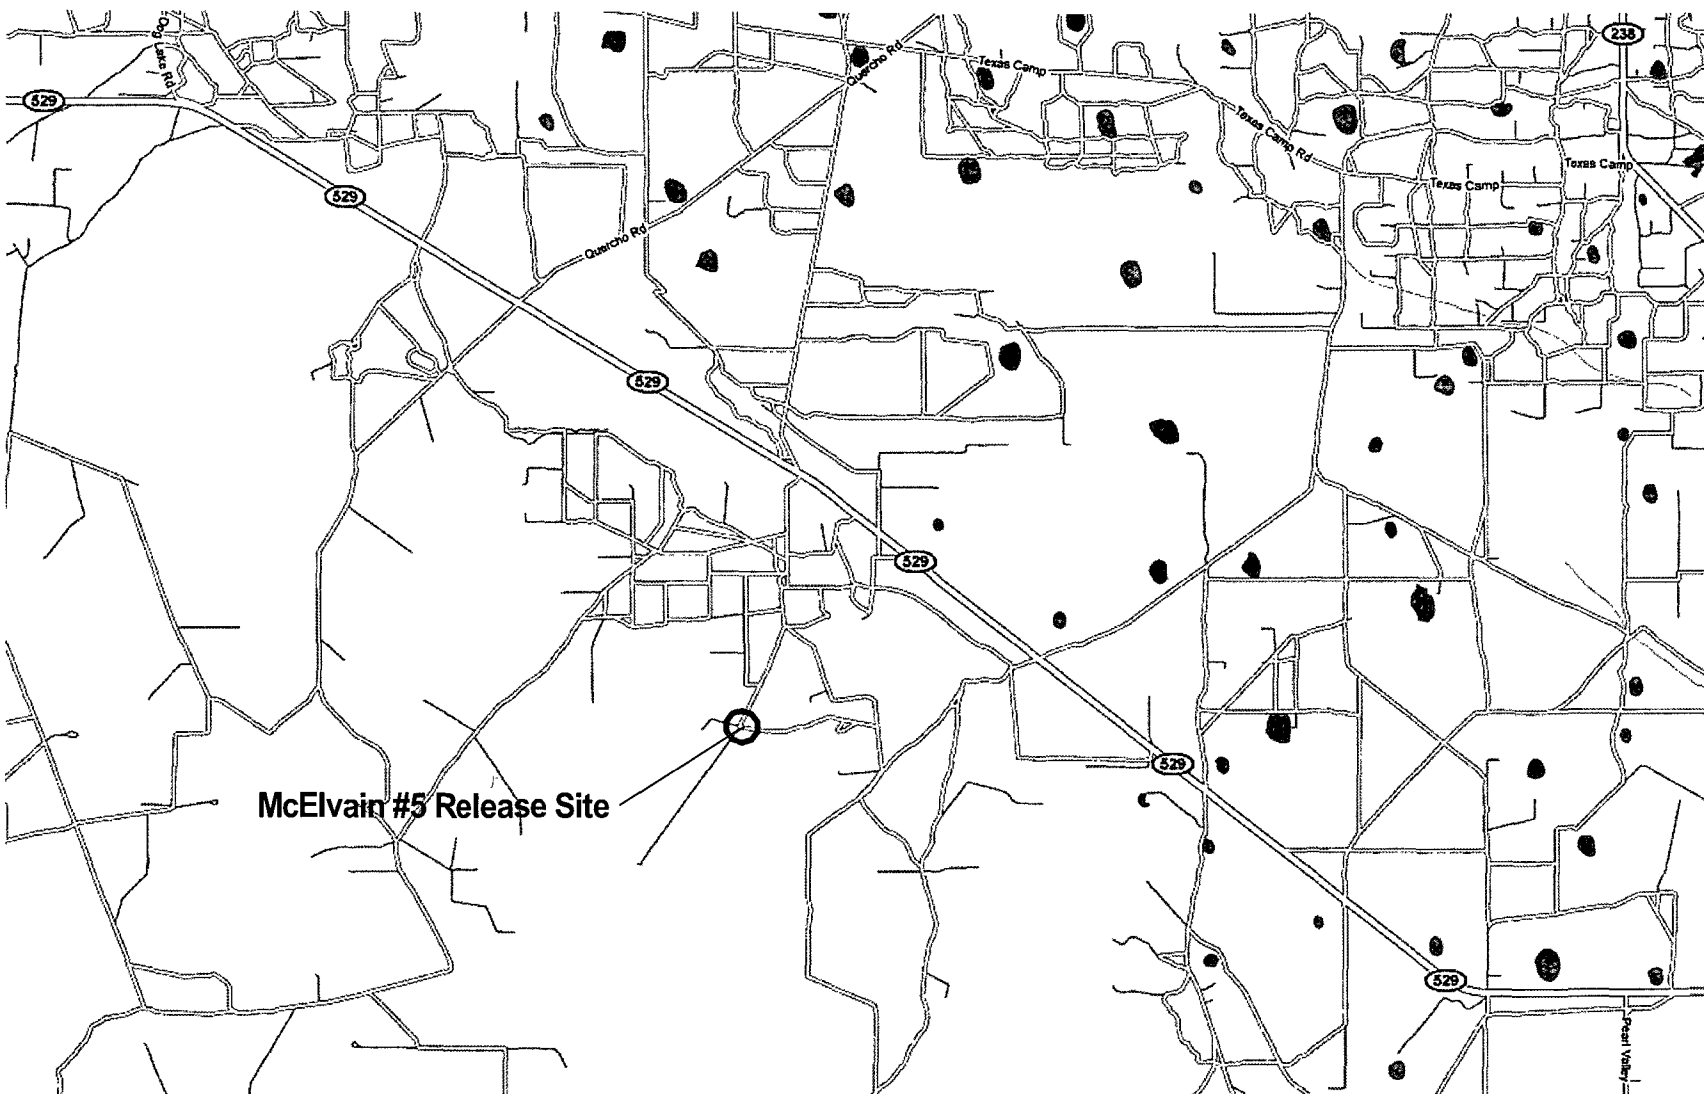 238
Dog Lake Rd
Quercho Rd
Texas Camp
529
Texas Camp Rd
Texas Camp
529
Texas Camp
Quercho Rd
529
529
529
McElvain #5 Release Site
529
Pearl Valley